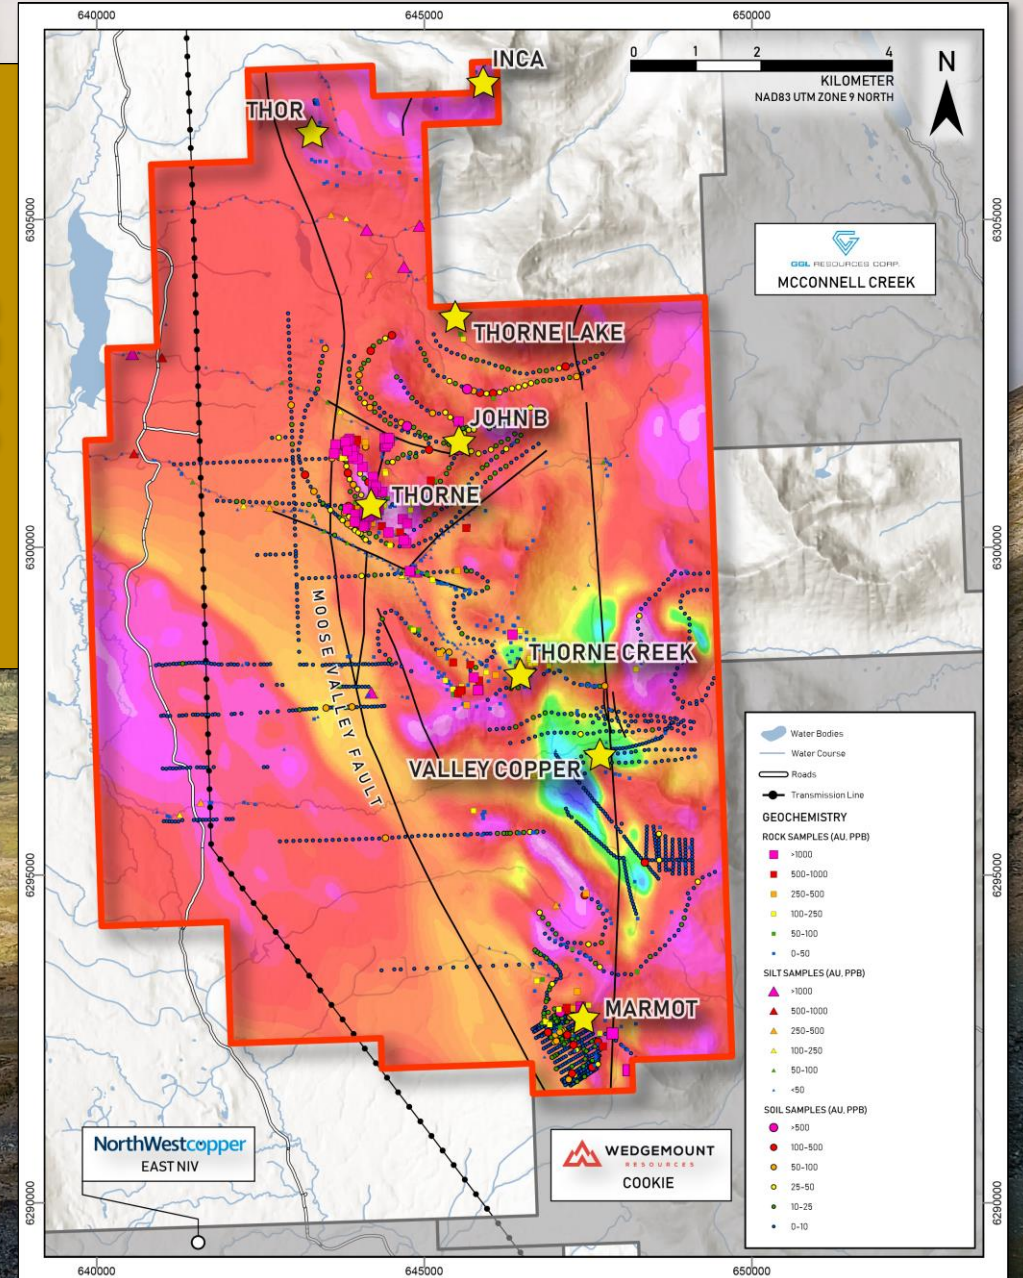 640000
645000
650000
INCA
0 1 2 4
KILOMETER
NAD83 UTM ZONE 9 NORTH
N
THOR
6305000
6305000
GGL RESOURCES CORP.
MCCONNELL CREEK
THORNE LAKE
JOHN B
THORNE
6300000
6300000
MOOSE VALLEY FAULT
THORNE CREEK
VALLEY COPPER
Water Bodies
Water Course
Roads
Transmission Line
GEOCHEMISTRY
ROCK SAMPLES (AU, PPB)
>1000
500-1000
250-500
100-250
50-100
0-50
SILT SAMPLES (AU, PPB)
>1000
500-1000
250-500
100-250
50-100
<50
SOIL SAMPLES (AU, PPB)
>500
100-500
50-100
25-50
10-25
0-10
6295000
6295000
MARMOT
NorthWestcopper
EAST NIV
WEDGEMOUNT
RESOURCES
COOKIE
6290000
6290000
640000
645000
650000